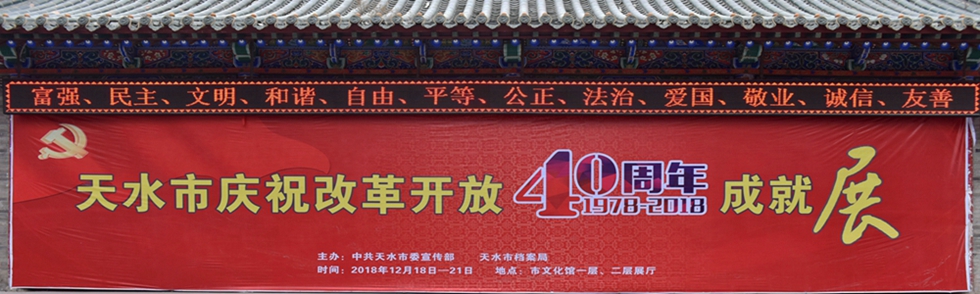 富强、民主、文明、和谐、自由、平等、公正、法治、爱国、敬业、诚信、友善
天水市庆祝改革开放40周年成就展
1978-2018
主办：中共天水市委宣传部 天水市档案局
时间：2018年12月18日—21日 地点：市文化馆一层、二层展厅